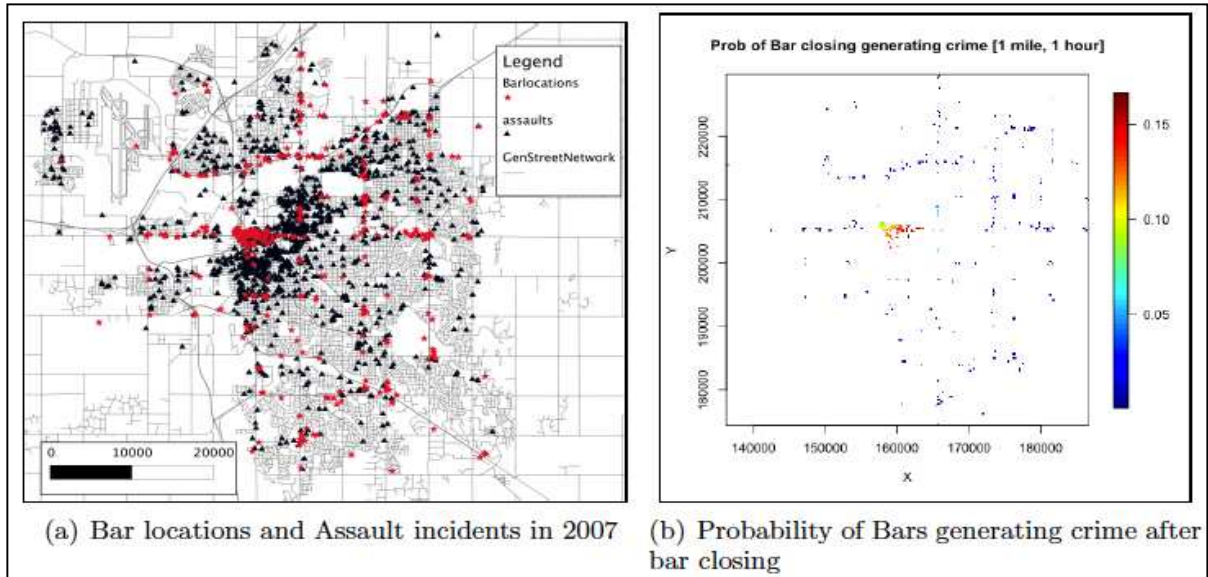 Legend
Barlocations
assaults
GenStreetNetwork
0 10000 20000
(a) Bar locations and Assault incidents in 2007
Prob of Bar closing generating crime [1 mile, 1 hour]
Y
220000
210000
200000
190000
180000
140000 150000 160000 170000 180000
X
0.15
0.10
0.05
(b) Probability of Bars generating crime after
bar closing